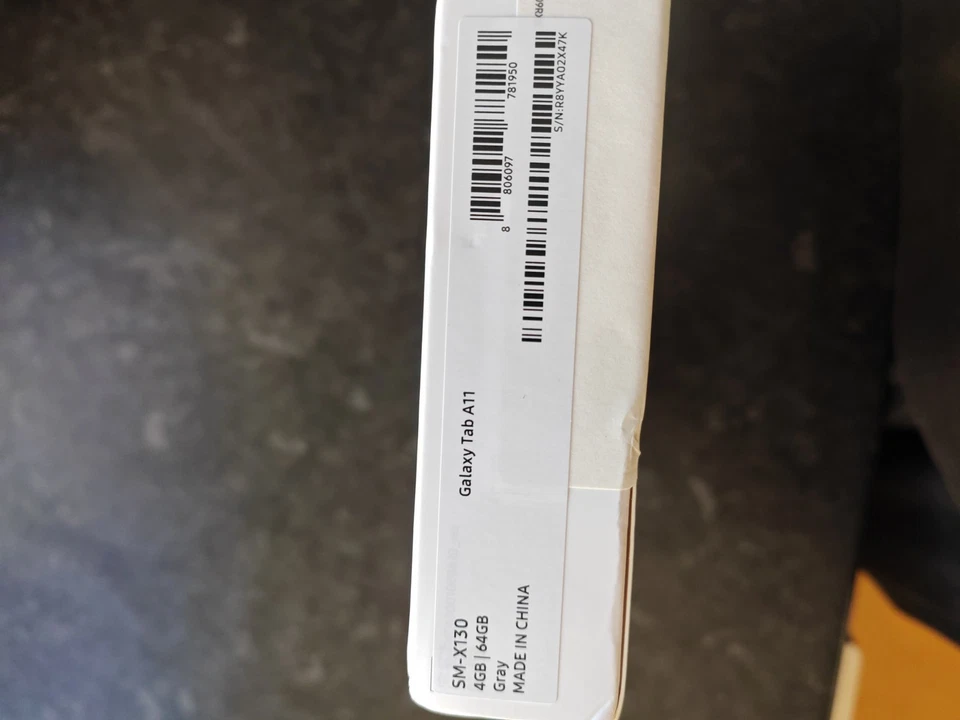 SM-X130
4GB | 64GB
Gray
MADE IN CHINA
Galaxy Tab A11
8 806097 781950
S/N:R8YYA02X47K